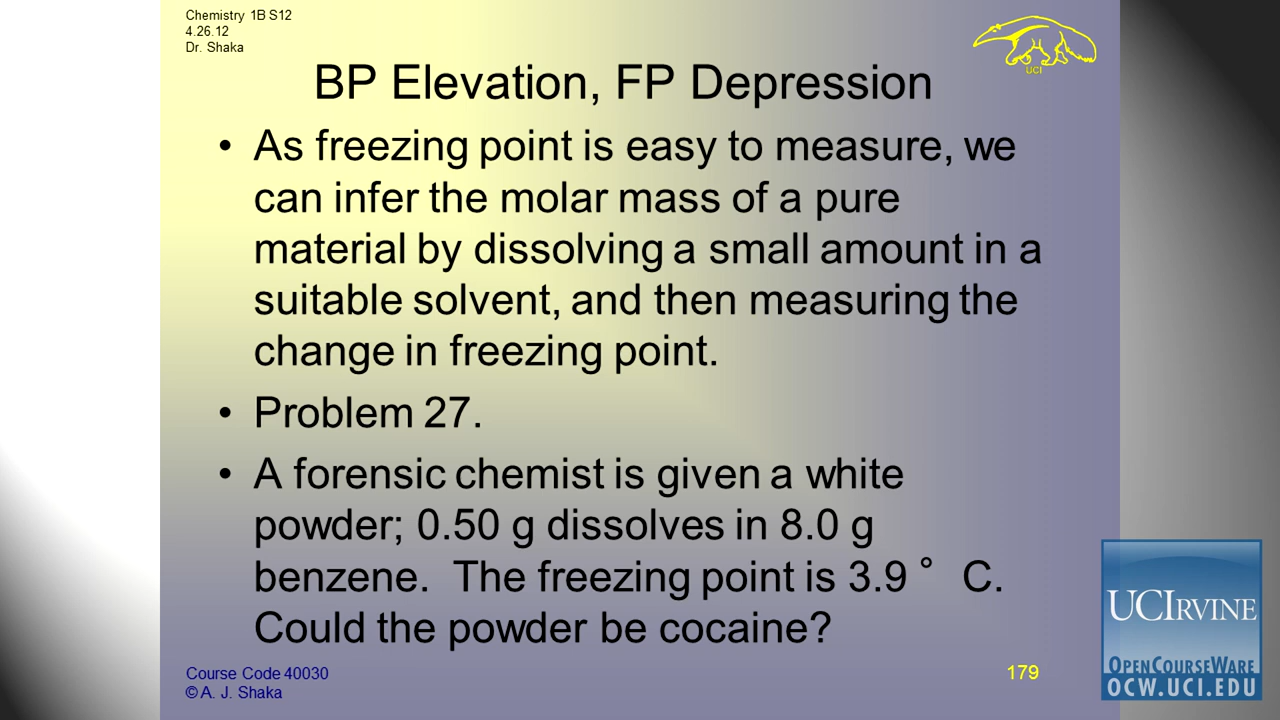 Chemistry 1B S12
4.26.12
Dr. Shaka
UCI
BP Elevation, FP Depression
• As freezing point is easy to measure, we
can infer the molar mass of a pure
material by dissolving a small amount in a
suitable solvent, and then measuring the
change in freezing point.
• Problem 27.
• A forensic chemist is given a white
powder; 0.50 g dissolves in 8.0 g
benzene.  The freezing point is 3.9 ° C.
Could the powder be cocaine?
Course Code 40030
© A. J. Shaka
179
UCIRVINE
OPENCOURSEWARE
OCW.UCI.EDU